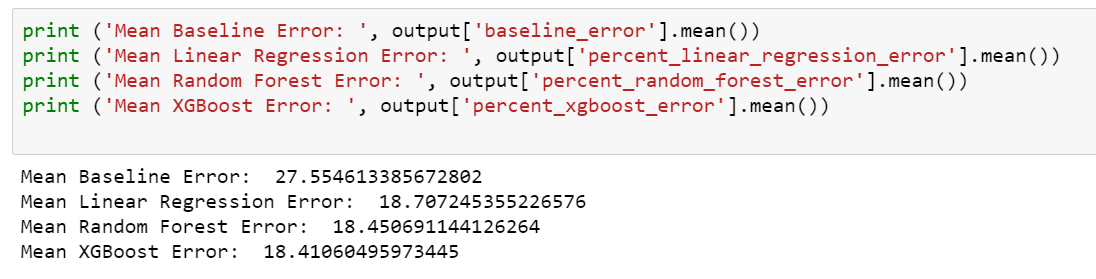 print ('Mean Baseline Error: ', output['baseline_error'].mean())
print ('Mean Linear Regression Error: ', output['percent_linear_regression_error'].mean())
print ('Mean Random Forest Error: ', output['percent_random_forest_error'].mean())
print ('Mean XGBoost Error: ', output['percent_xgboost_error'].mean())
Mean Baseline Error:  27.554613385672802
Mean Linear Regression Error:  18.707245355226576
Mean Random Forest Error:  18.450691144126264
Mean XGBoost Error:  18.41060495973445